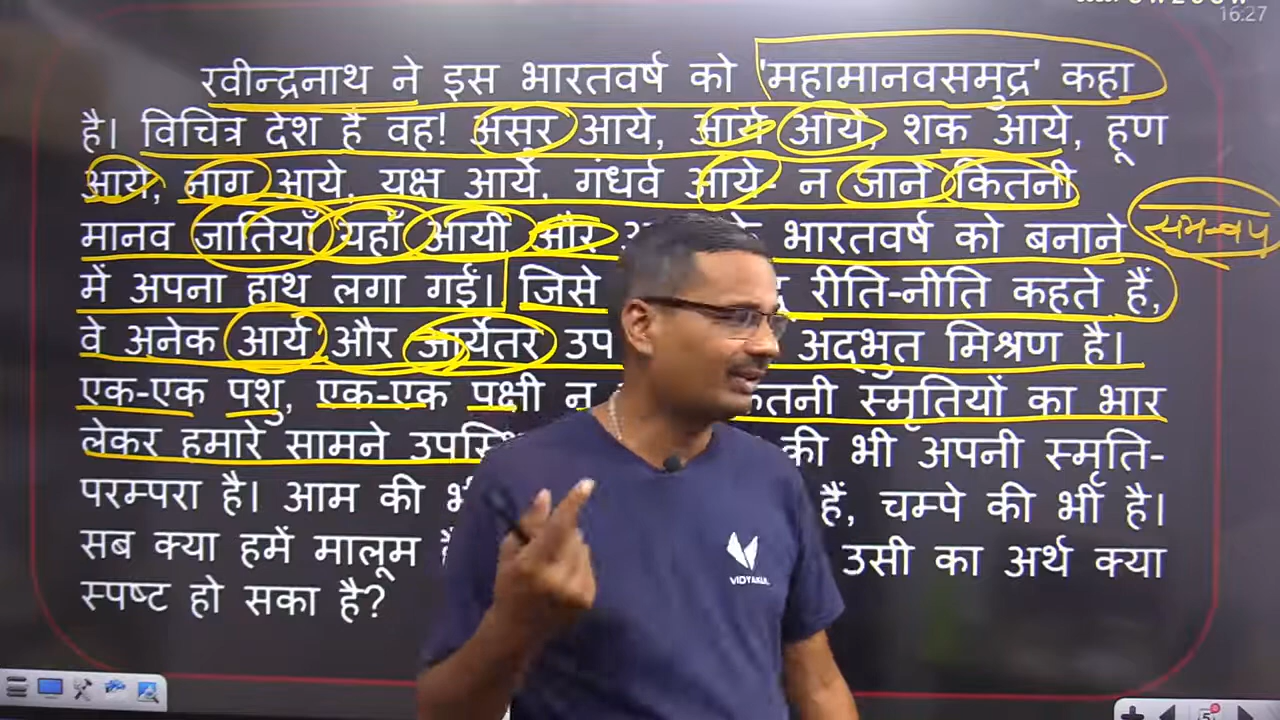 16:27
रवीन्द्रनाथ ने इस भारतवर्ष को 'महामानवसमुद्र' कहा
है। विचित्र देश है वह! असुर आये, आर्य आये, शक आये, हूण
आये, नाग आये, यक्ष आये, गंधर्व आये- न जाने कितनी
मानव जातियाँ यहाँ आयी और भारतवर्ष को बनाने
समन्वय
में अपना हाथ लगा गईं। जिसे रीति-नीति कहते हैं,
वे अनेक आर्य और आर्येतर उप अद्भुत मिश्रण है।
एक-एक पशु, एक-एक पक्षी न स्मृतियों का भार
लेकर हमारे सामने की भी अपनी स्मृति-
परम्परा है। आम की हैं, चम्पे की भी है।
सब क्या हमें मालूम उसी का अर्थ क्या
स्पष्ट हो सका है?
VIDYAKUL